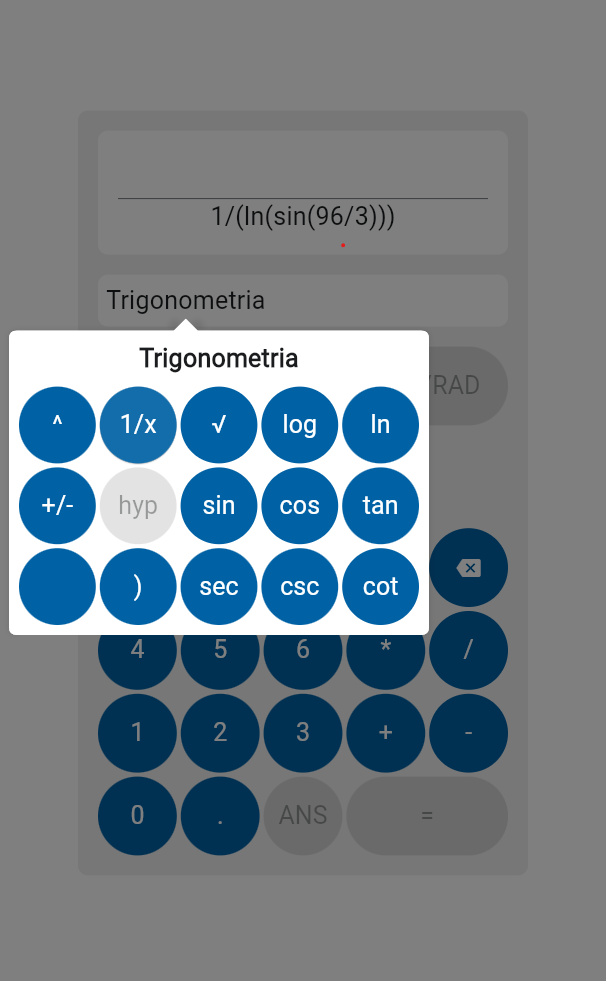 1/(ln(sin(96/3)))
Trigonometria
/RAD
Trigonometria
^ 1/x √ log ln
+/- hyp sin cos tan
) sec csc cot
4 5 6 * /
1 2 3 + -
0 . ANS =